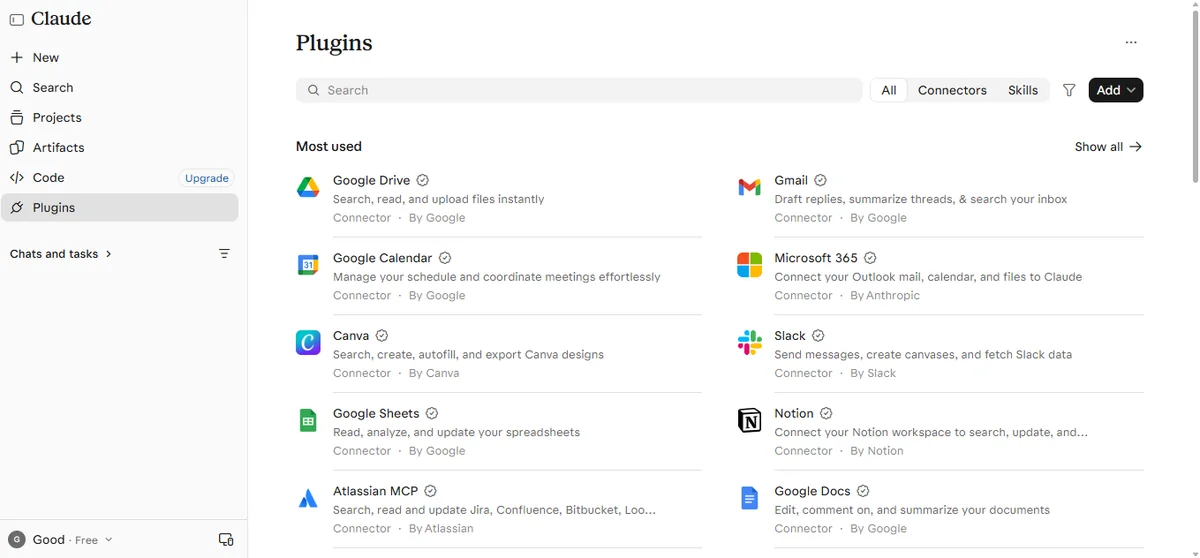 Claude
New
Search
Projects
Artifacts
Code
Upgrade
Plugins
Chats and tasks
G
Good · Free
Plugins
...
Search
All
Connectors
Skills
Add
Most used
Show all
Google Drive
Search, read, and upload files instantly
Connector · By Google
Gmail
Draft replies, summarize threads, & search your inbox
Connector · By Google
31
Google Calendar
Manage your schedule and coordinate meetings effortlessly
Connector · By Google
Microsoft 365
Connect your Outlook mail, calendar, and files to Claude
Connector · By Anthropic
C
Canva
Search, create, autofill, and export Canva designs
Connector · By Canva
Slack
Send messages, create canvases, and fetch Slack data
Connector · By Slack
Google Sheets
Read, analyze, and update your spreadsheets
Connector · By Google
N
Notion
Connect your Notion workspace to search, update, and...
Connector · By Notion
Atlassian MCP
Search, read and update Jira, Confluence, Bitbucket, Loo...
Connector · By Atlassian
Google Docs
Edit, comment on, and summarize your documents
Connector · By Google